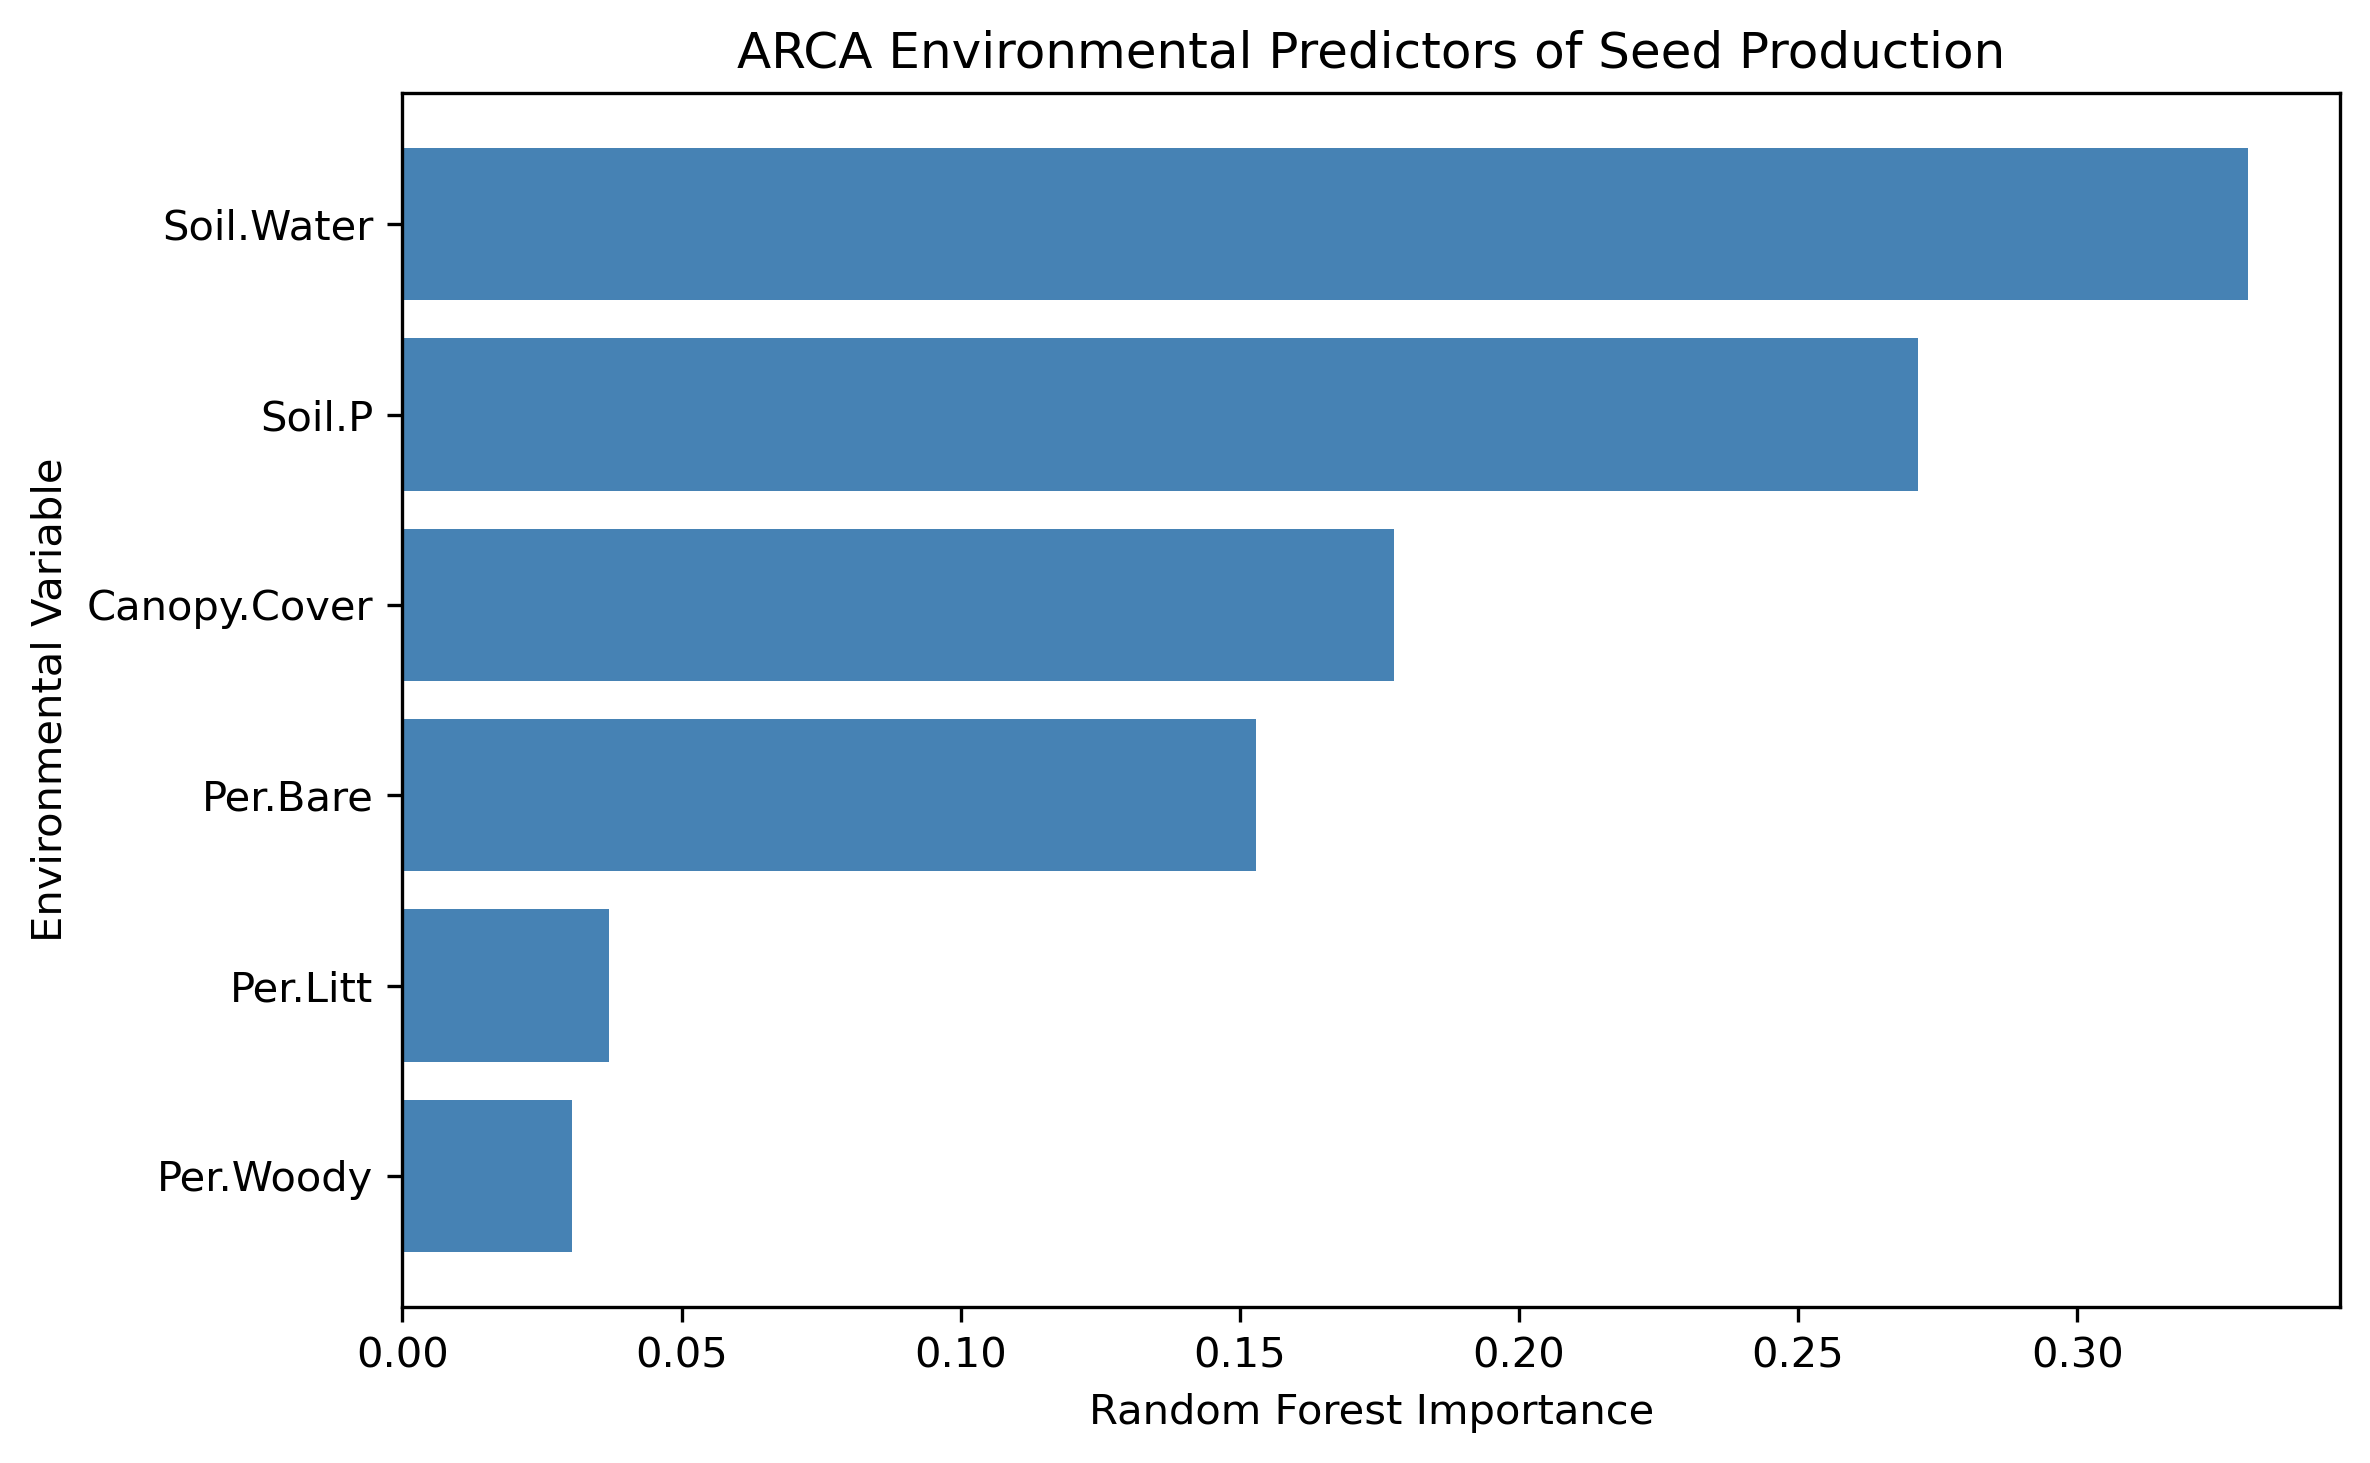 ARCA Environmental Predictors of Seed Production
Environmental Variable
Soil.Water
Soil.P
Canopy.Cover
Per.Bare
Per.Litt
Per.Woody
0.00 0.05 0.10 0.15 0.20 0.25 0.30
Random Forest Importance